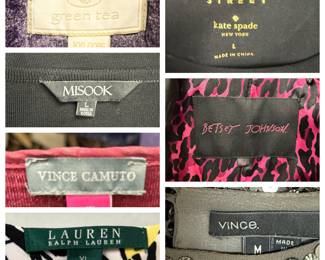 green tea
STREET
kate spade
NEW YORK
L
MADE IN CHINA
MISOOK
L
BETSEY JOHNSON
VINCE CAMUTO
LAUREN
RALPH LAUREN
XL
VINCE.
M
MADE